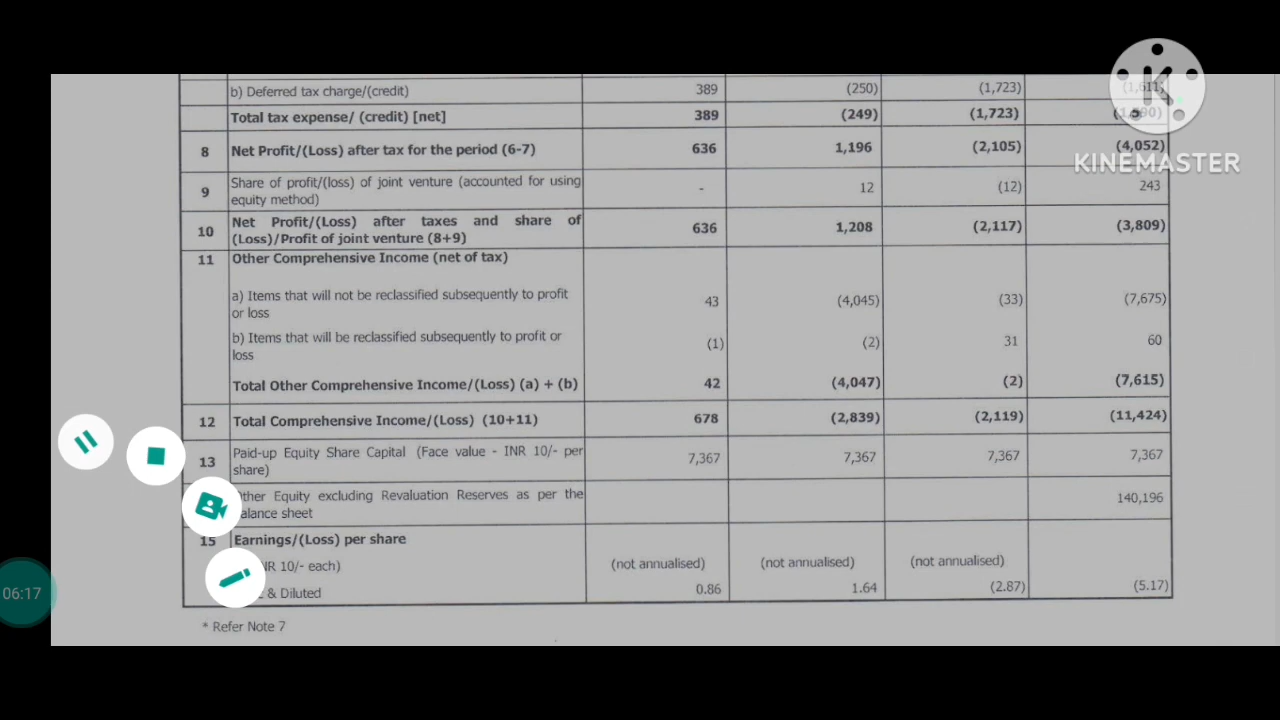 b) Deferred tax charge/(credit) 389 (250) (1,723) (1,611)
Total tax expense/ (credit) [net] 389 (249) (1,723)
8 Net Profit/(Loss) after tax for the period (6-7) 636 1,196 (2,105) (4,052)
KINEMASTER
Share of profit/(loss) of joint venture (accounted for using
9 equity method) - 12 (12) 243
Net Profit/(Loss) after taxes and share of
10 (Loss)/Profit of joint venture (8+9) 636 1,208 (2,117) (3,809)
11 Other Comprehensive Income (net of tax)
a) Items that will not be reclassified subsequently to profit
or loss 43 (4,045) (33) (7,675)
b) Items that will be reclassified subsequently to profit or
loss (1) (2) 31 60
Total Other Comprehensive Income/(Loss) (a) + (b) 42 (4,047) (2) (7,615)
12 Total Comprehensive Income/(Loss) (10+11) 678 (2,839) (2,119) (11,424)
Paid-up Equity Share Capital (Face value - INR 10/- per
13 share) 7,367 7,367 7,367 7,367
Equity excluding Revaluation Reserves as per the
sheet 140,196
15 Earnings/(Loss) per share
10/- each) (not annualised) (not annualised) (not annualised)
& Diluted 0.86 1.64 (2.87) (5.17)
06:17
* Refer Note 7